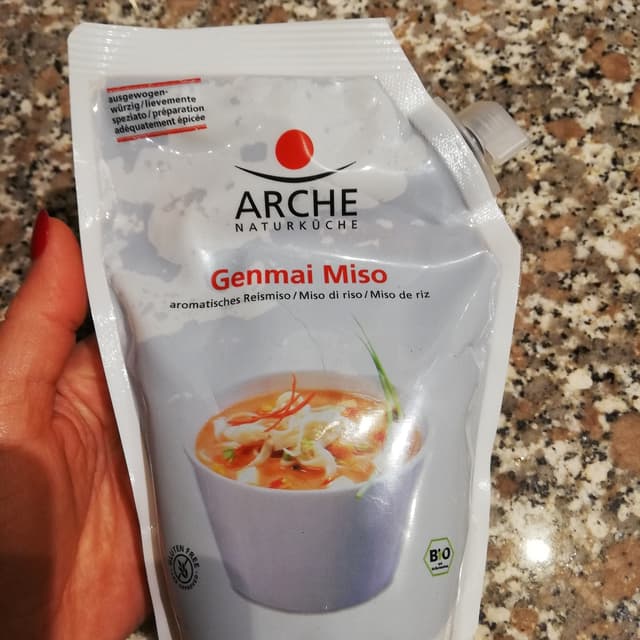 ausgewogen-
würzig/lievemente
speziato/préparation
adéquatement épicée
ARCHE
NATURKÜCHE
Genmai Miso
aromatisches Reismiso/Miso di riso/Miso de riz
GLUTEN FREE
BIO